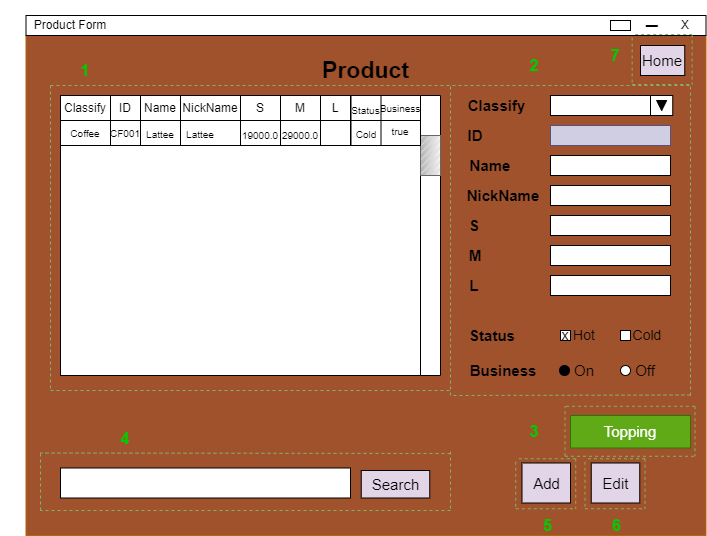 Product Form X
7 Home
1 Product 2
Classify ID Name NickName S M L Status Business
Coffee CF001 Lattee Lattee 19000.0 29000.0 Cold true
Classify ▼
ID
Name
NickName
S
M
L
Status X Hot Cold
Business On Off
3 Topping
4
Search
Add Edit
5 6